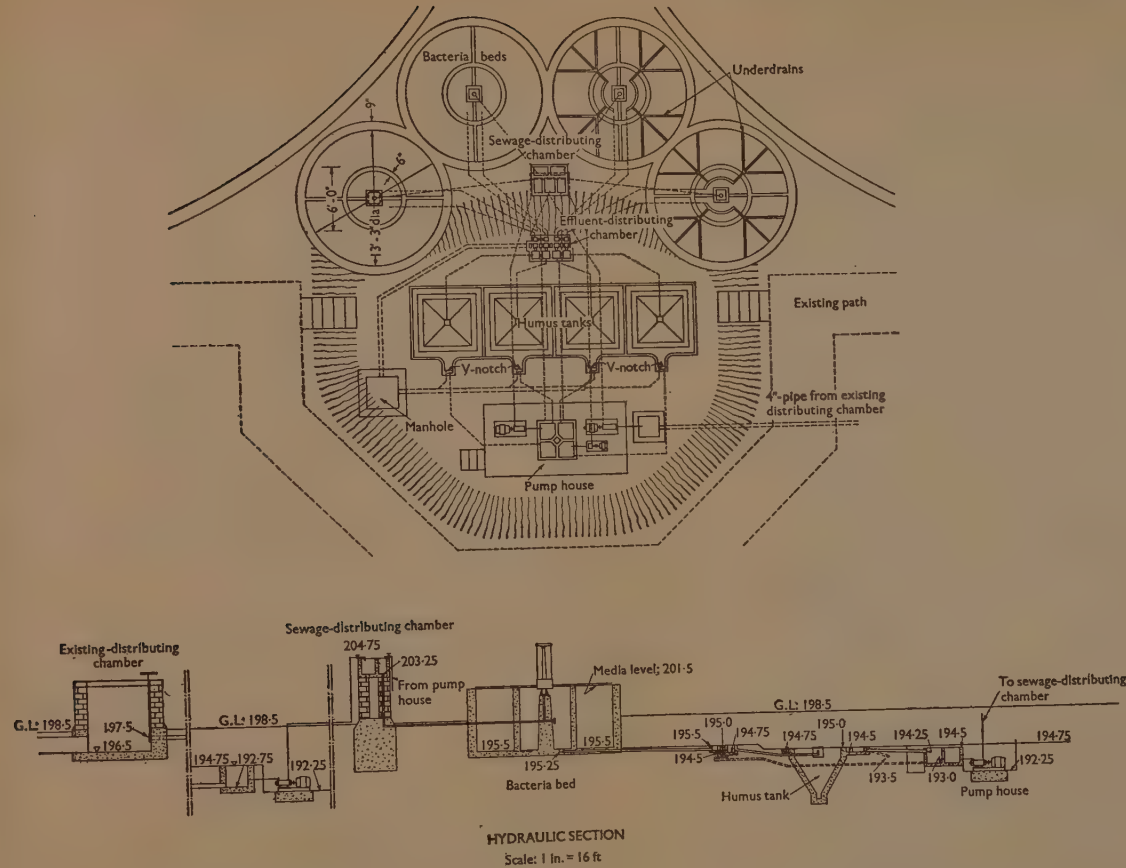 Bacteria beds
Underdrains
9"
Sewage-distributing
chamber
6"
6'-0"
13'-3" dia
Effluent-distributing
chamber
Existing path
Humus tanks
V-notch
V-notch
4"-pipe from existing
distributing chamber
Manhole
Pump house
Sewage-distributing chamber
204·75
Existing-distributing
chamber
203·25
Media level; 201·5
From pump
house
To sewage-distributing
chamber
G.L: 198·5
197·5
G.L: 198·5
G.L: 198·5
196·5
195·5
195·5
195·5
195·0
194·75
194·75
195·0
194·5
194·25
194·5
194·75
194·75
192·75
192·25
195·25
194·5
193·5
193·0
192·25
Bacteria bed
Humus tank
Pump house
HYDRAULIC SECTION
Scale: 1 In. = 16 ft